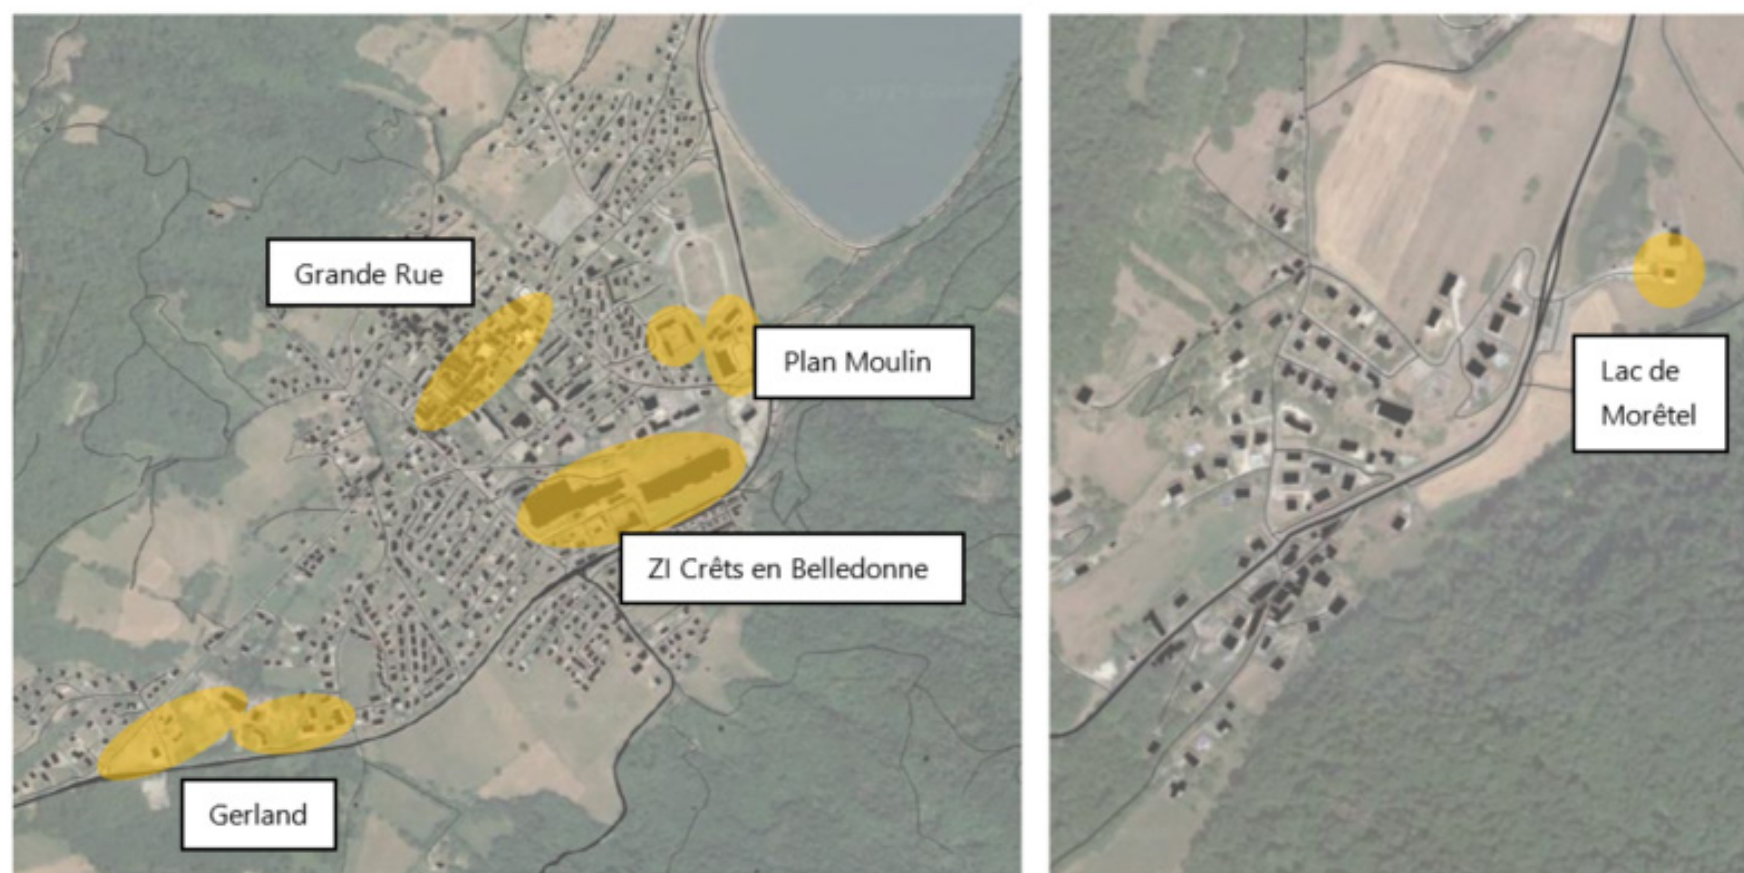 Grande Rue
Plan Moulin
ZI Crêts en Belledonne
Gerland
Lac de
Morêtel